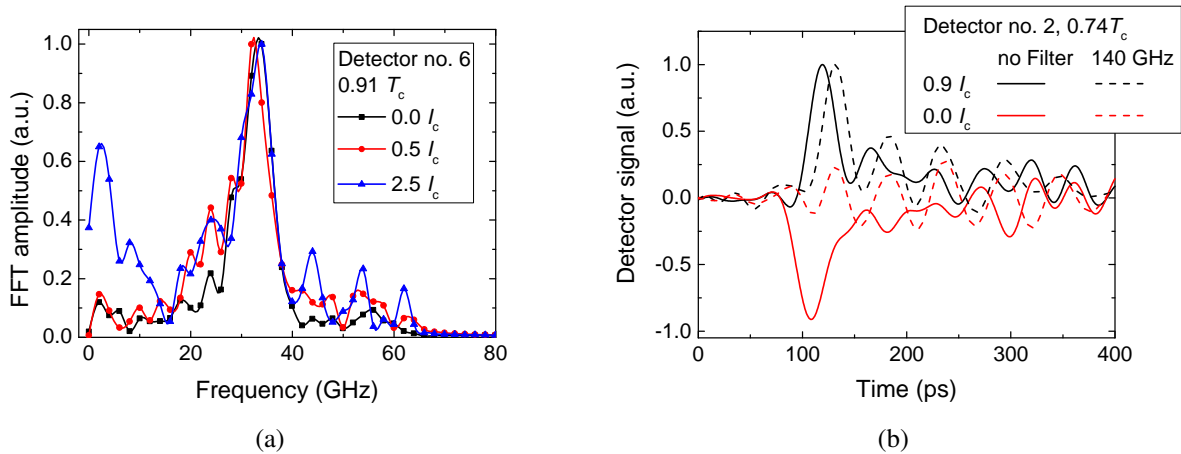 1.0
0.8
0.6
0.4
0.2
0.0
FFT amplitude (a.u.)
Detector no. 6
0.91 Tc
0.0 Ic
0.5 Ic
2.5 Ic
0 20 40 60 80
Frequency (GHz)
(a)
Detector no. 2, 0.74Tc
no Filter 140 GHz
0.9 Ic
0.0 Ic
1.0
0.5
0.0
-0.5
-1.0
Detector signal (a.u.)
0 100 200 300 400
Time (ps)
(b)